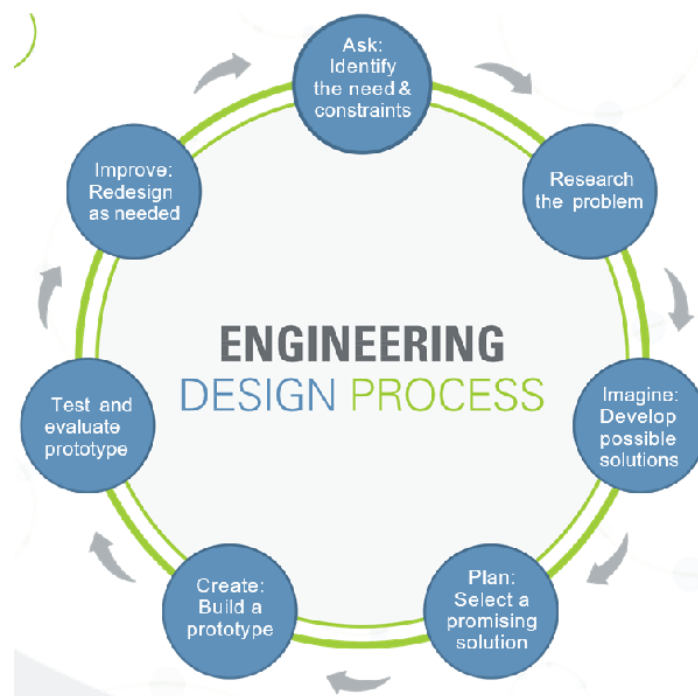 Ask:
Identify
the need &
constraints
Research
the problem
Imagine:
Develop
possible
solutions
Plan:
Select a
promising
solution
Create:
Build a
prototype
Test and
evaluate
prototype
Improve:
Redesign
as needed
ENGINEERING
DESIGN PROCESS